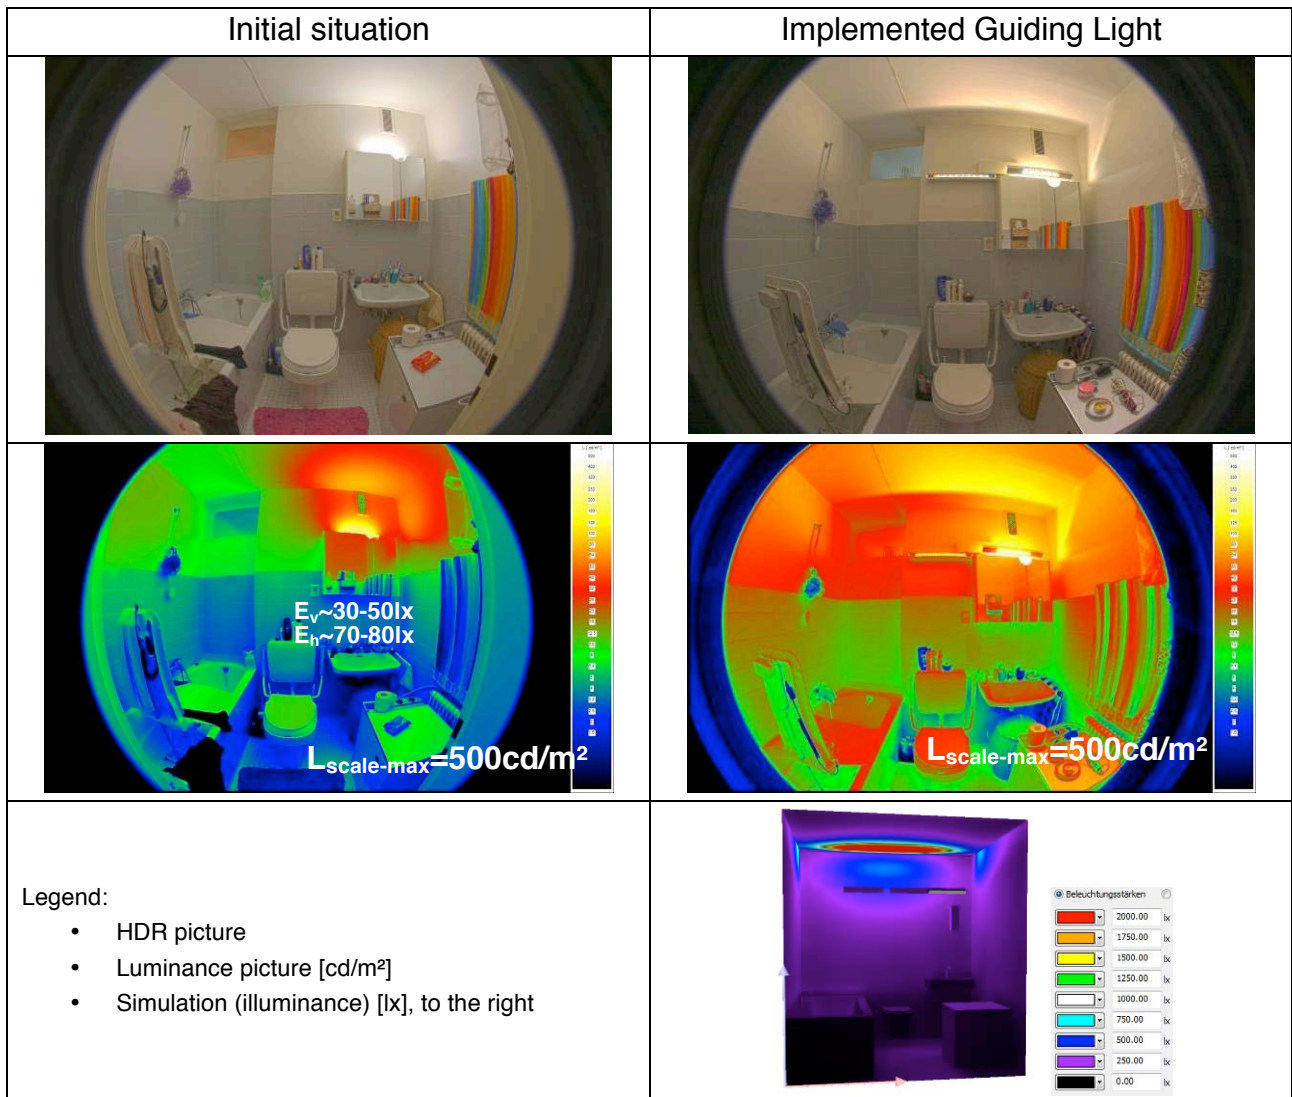 Initial situation
Implemented Guiding Light
Ev~30-50lx
Eh~70-80lx
Lscale-max=500cd/m²
Lscale-max=500cd/m²
Legend:
• HDR picture
• Luminance picture [cd/m²]
• Simulation (illuminance) [lx], to the right
Beleuchtungsstärken
2000.00 lx
1750.00 lx
1500.00 lx
1250.00 lx
1000.00 lx
750.00 lx
500.00 lx
250.00 lx
0.00 lx